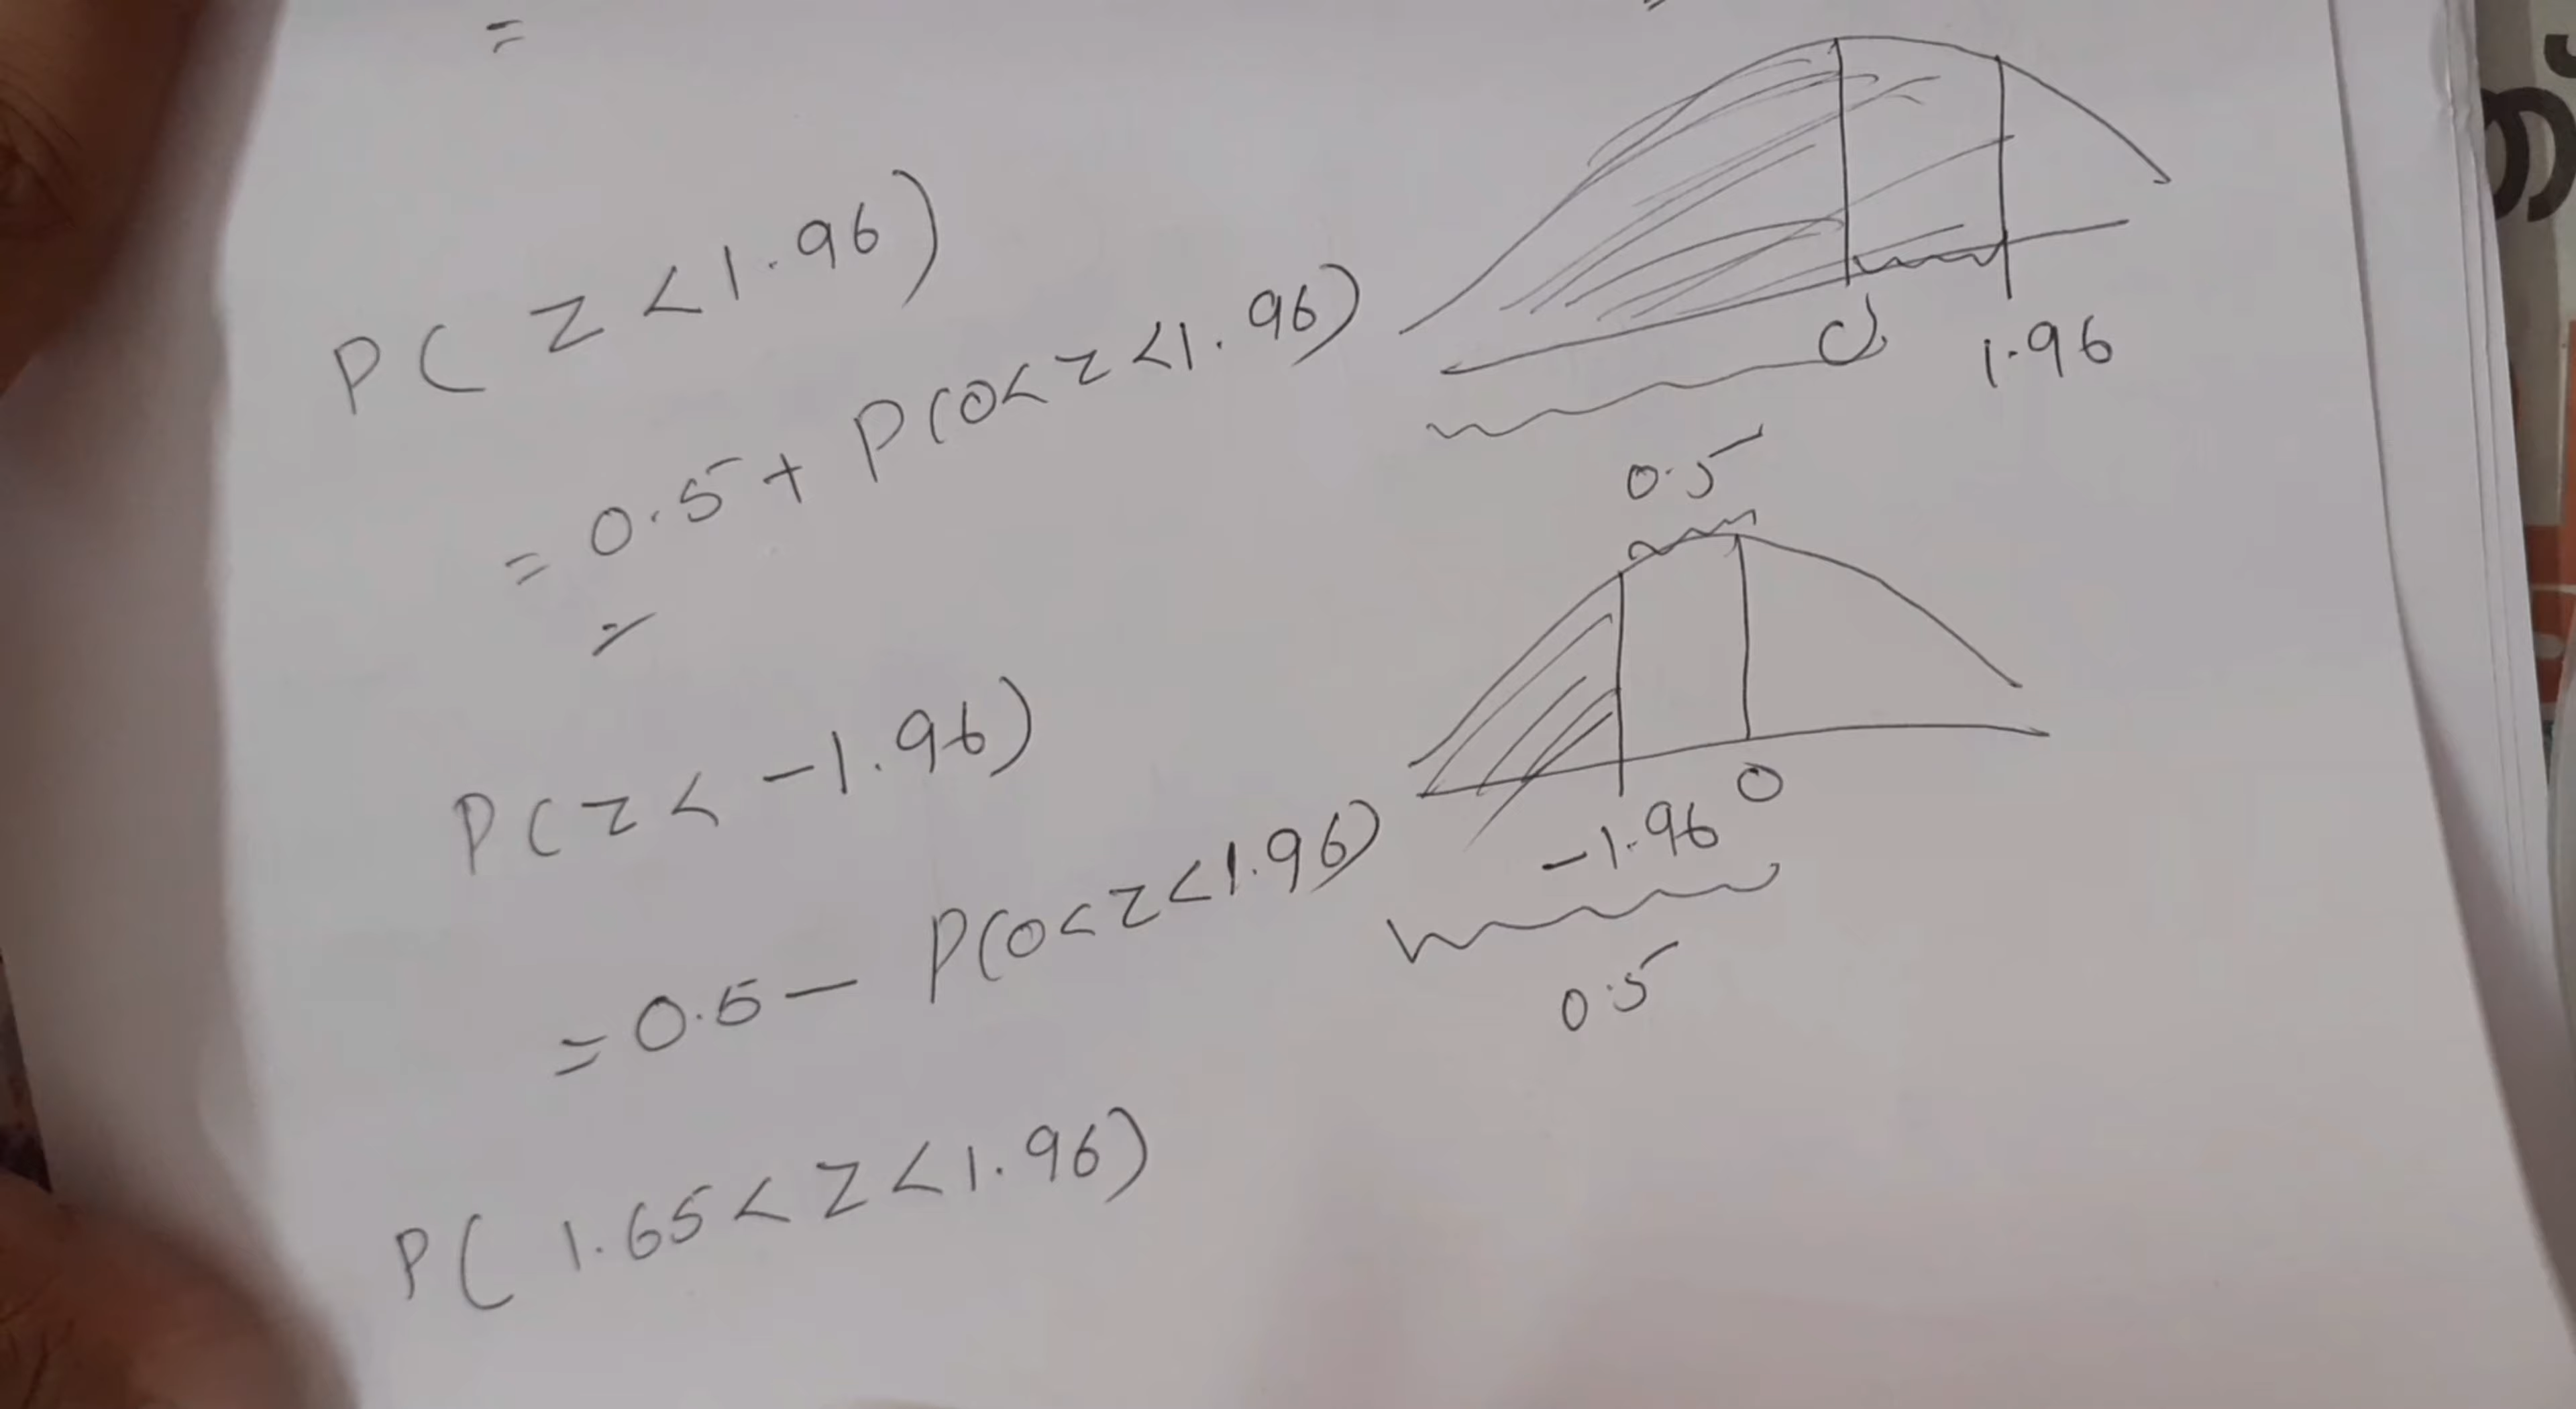 =
P( Z < 1.96)
= 0.5 + P(0 < Z < 1.96)
=
0 1.96
0.5
P( Z < -1.96)
= 0.5 - P(0 < Z < 1.96)
-1.96 0
0.5
P( 1.65 < Z < 1.96)